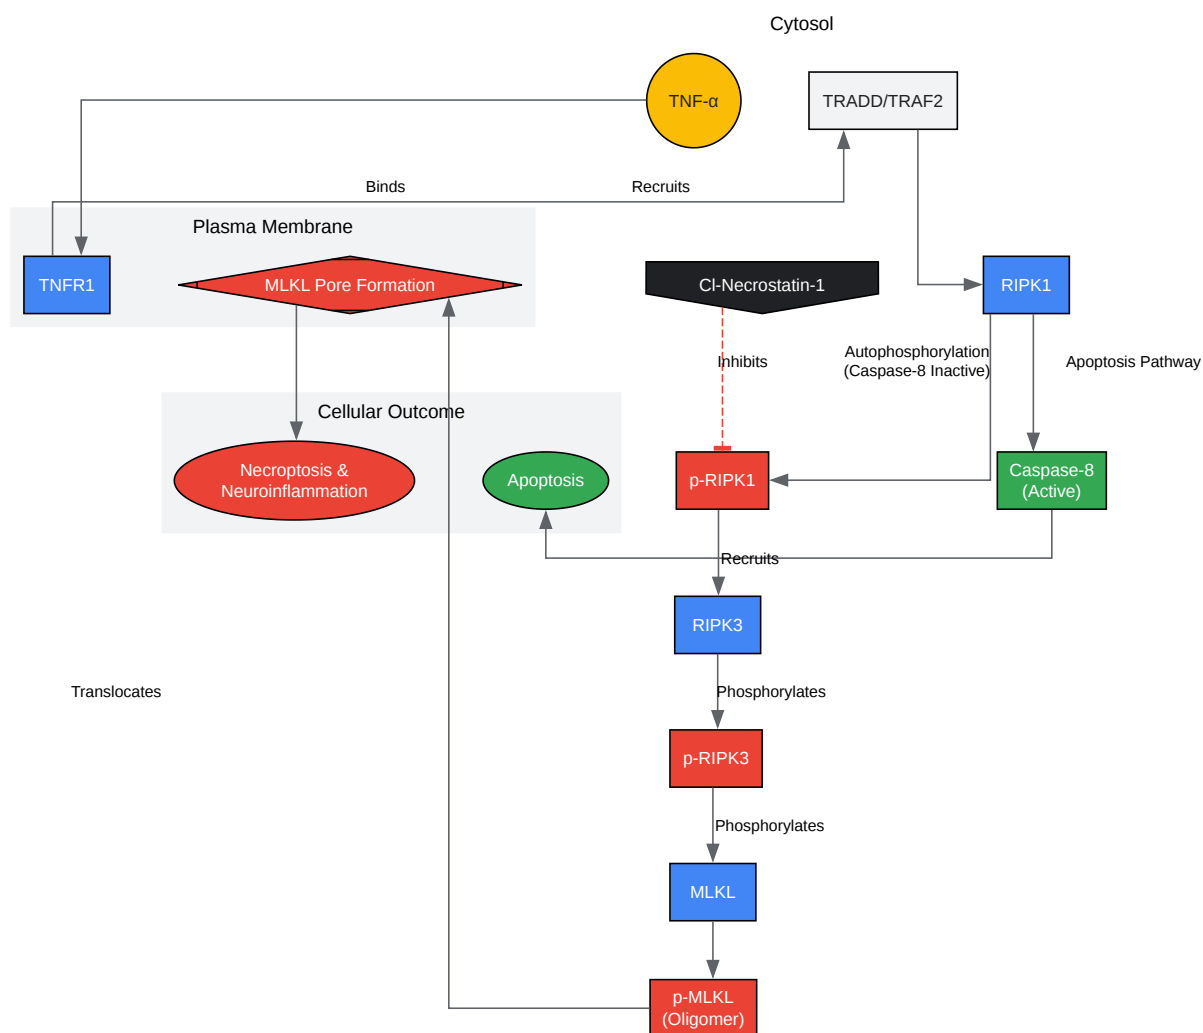 Cytosol
TNF-α
TRADD/TRAF2
Binds
Recruits
Plasma Membrane
TNFR1
MLKL Pore Formation
Cl-Necrostatin-1
RIPK1
Inhibits
Autophosphorylation
(Caspase-8 Inactive)
Apoptosis Pathway
Cellular Outcome
Necroptosis &
Neuroinflammation
Apoptosis
p-RIPK1
Caspase-8
(Active)
Recruits
RIPK3
Translocates
Phosphorylates
p-RIPK3
Phosphorylates
MLKL
p-MLKL
(Oligomer)